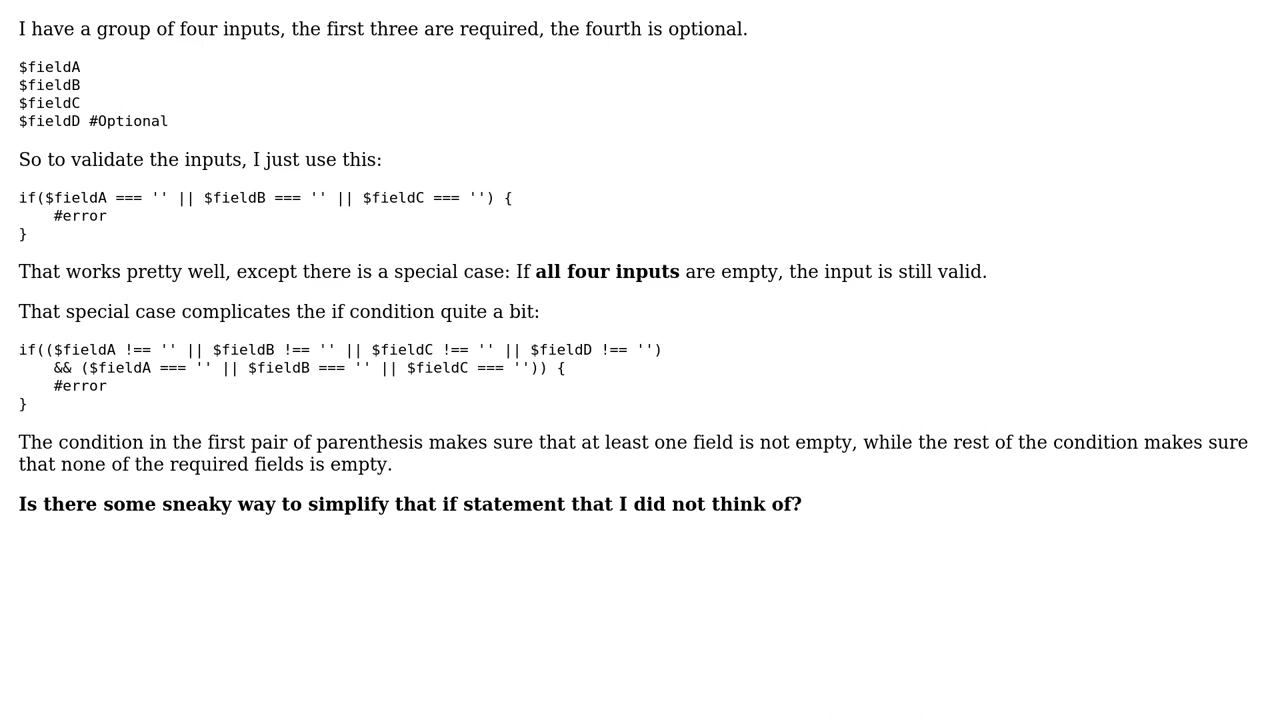 I have a group of four inputs, the first three are required, the fourth is optional.
$fieldA
$fieldB
$fieldC
$fieldD #Optional
So to validate the inputs, I just use this:
if($fieldA === '' || $fieldB === '' || $fieldC === '') {
    #error
}
That works pretty well, except there is a special case: If all four inputs are empty, the input is still valid.
That special case complicates the if condition quite a bit:
if(($fieldA !== '' || $fieldB !== '' || $fieldC !== '' || $fieldD !== '')
    && ($fieldA === '' || $fieldB === '' || $fieldC === '')) {
    #error
}
The condition in the first pair of parenthesis makes sure that at least one field is not empty, while the rest of the condition makes sure
that none of the required fields is empty.
Is there some sneaky way to simplify that if statement that I did not think of?